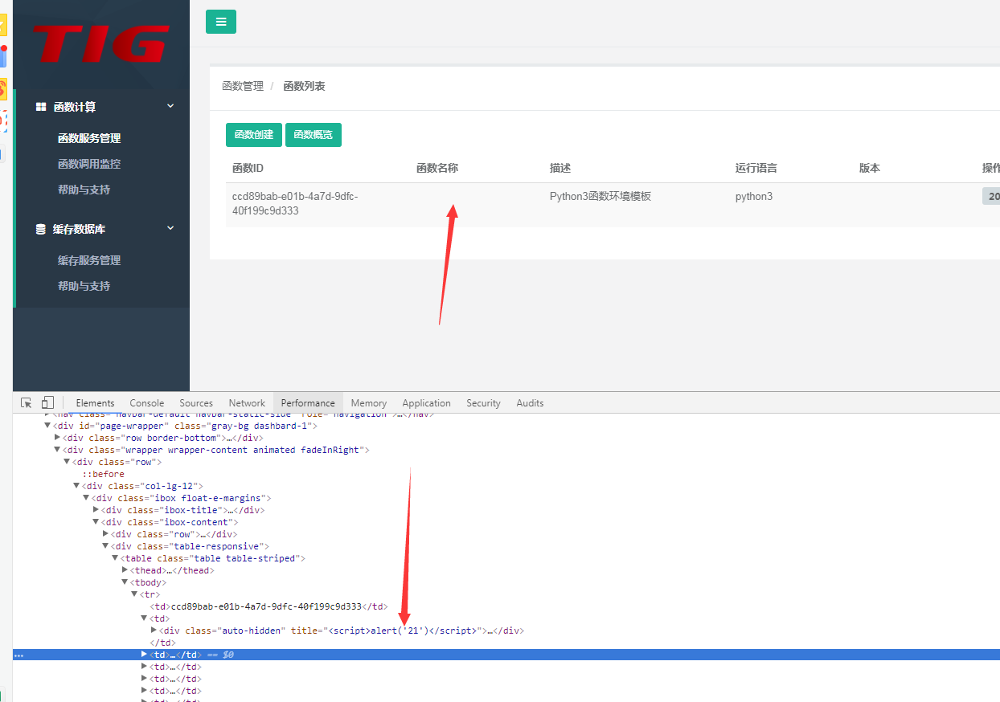 TIG
函数计算
函数服务管理
函数调用监控
帮助与支持
缓存数据库
缓存服务管理
帮助与支持
函数管理 / 函数列表
函数创建 函数概览
函数ID 函数名称 描述 运行语言 版本 操作
ccd89bab-e01b-4a7d-9dfc-40f199c9d333 Python3函数环境模板 python3 20
Elements Console Sources Network Performance Memory Application Security Audits
<nav class="navbar-default navbar-static-side" role="navigation">…</nav>
<div id="page-wrapper" class="gray-bg dashbard-1">
<div class="row border-bottom">…</div>
<div class="wrapper wrapper-content animated fadeInRight">
<div class="row">
::before
<div class="col-lg-12">
<div class="ibox float-e-margins">
<div class="ibox-title">…</div>
<div class="ibox-content">
<div class="row">…</div>
<div class="table-responsive">
<table class="table table-striped">
<thead>…</thead>
<tbody>
<tr>
<td>ccd89bab-e01b-4a7d-9dfc-40f199c9d333</td>
<td>
<div class="auto-hidden" title="<script>alert('21')</script>">…</div>
</td>
… <td>…</td> == $0
<td>…</td>
<td>…</td>
<td>…</td>